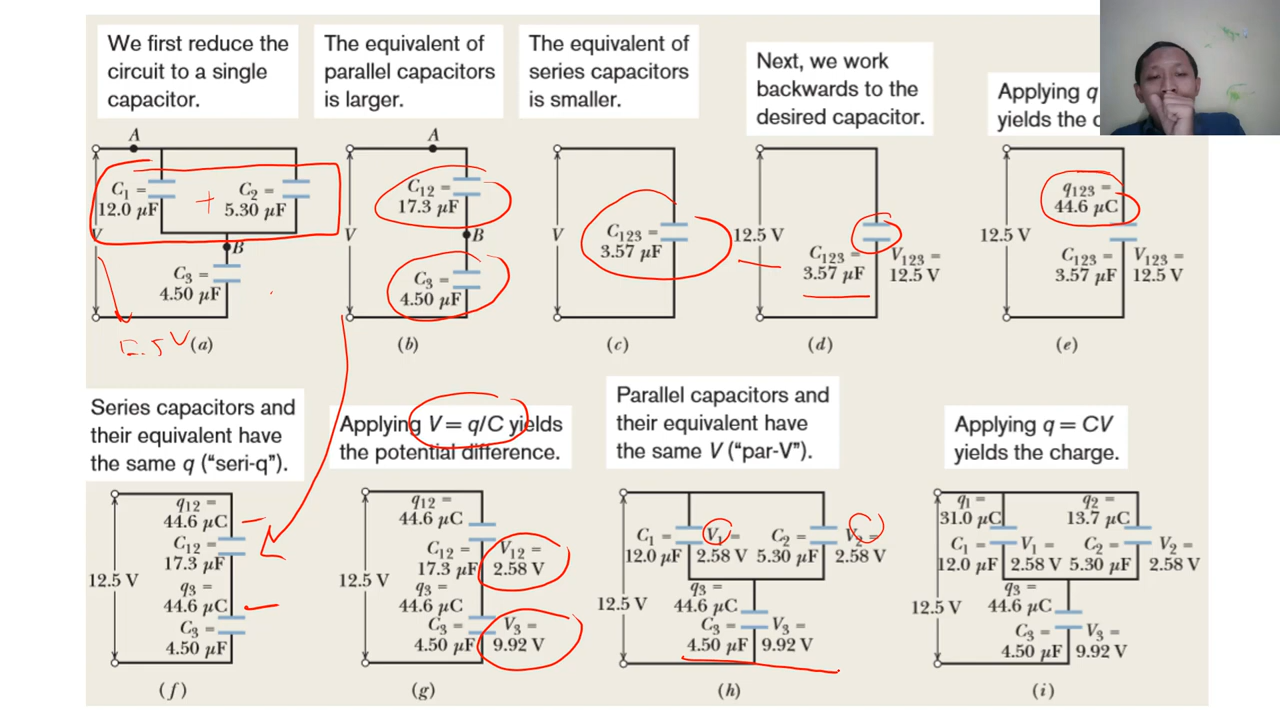 We first reduce the
circuit to a single
capacitor.
The equivalent of
parallel capacitors
is larger.
The equivalent of
series capacitors
is smaller.
Next, we work
backwards to the
desired capacitor.
Applying q
yields the
A
C₁ =
12.0 μF
+
C₂ =
5.30 μF
V
B
C₃ =
4.50 μF
12.5 V
(a)
A
C₁₂ =
17.3 μF
V
B
C₃ =
4.50 μF
(b)
V
C₁₂₃ =
3.57 μF
(c)
12.5 V
C₁₂₃ =
3.57 μF
V₁₂₃ =
12.5 V
(d)
q₁₂₃ =
44.6 μC
12.5 V
C₁₂₃ =
3.57 μF
V₁₂₃ =
12.5 V
(e)
Series capacitors and
their equivalent have
the same q (“seri-q”).
Applying V = q/C yields
the potential difference.
Parallel capacitors and
their equivalent have
the same V (“par-V”).
Applying q = CV
yields the charge.
q₁₂ =
44.6 μC
C₁₂ =
17.3 μF
12.5 V
q₃ =
44.6 μC
C₃ =
4.50 μF
(f)
q₁₂ =
44.6 μC
C₁₂ =
17.3 μF
V₁₂ =
2.58 V
12.5 V
q₃ =
44.6 μC
C₃ =
4.50 μF
V₃ =
9.92 V
(g)
C₁ =
12.0 μF
V₁ =
2.58 V
C₂ =
5.30 μF
V₂ =
2.58 V
12.5 V
q₃ =
44.6 μC
C₃ =
4.50 μF
V₃ =
9.92 V
(h)
q₁ =
31.0 μC
q₂ =
13.7 μC
C₁ =
12.0 μF
V₁ =
2.58 V
C₂ =
5.30 μF
V₂ =
2.58 V
12.5 V
q₃ =
44.6 μC
C₃ =
4.50 μF
V₃ =
9.92 V
(i)